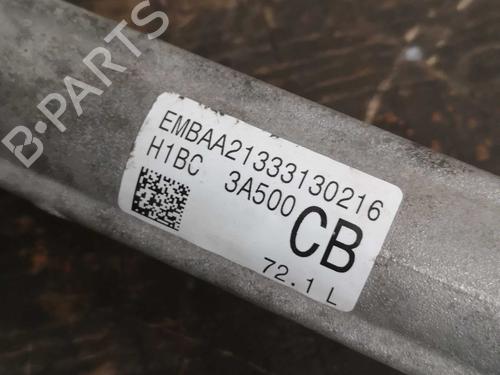 B-PARTS
EMBAA21333130216
H1BC 3A500
CB
72.1 L